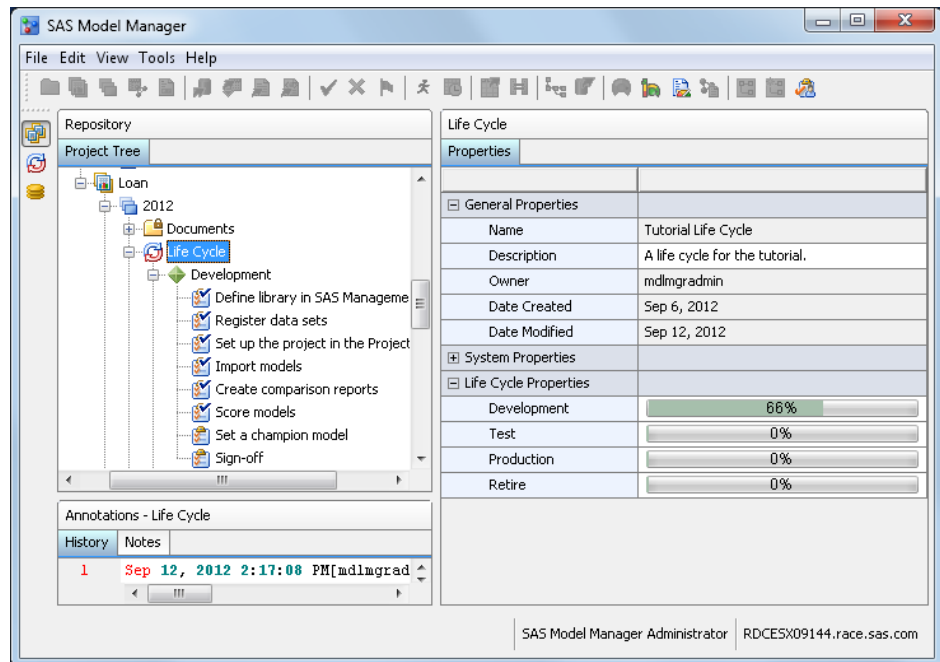 SAS Model Manager
File Edit View Tools Help
Repository
Project Tree
Loan
2012
Documents
Life Cycle
Development
Define library in SAS Manageme
Register data sets
Set up the project in the Project
Import models
Create comparison reports
Score models
Set a champion model
Sign-off
Annotations - Life Cycle
History Notes
1 Sep 12, 2012 2:17:08 PM[mdlmgrad
Life Cycle
Properties
General Properties
Name Tutorial Life Cycle
Description A life cycle for the tutorial.
Owner mdlmgradmin
Date Created Sep 6, 2012
Date Modified Sep 12, 2012
System Properties
Life Cycle Properties
Development 66%
Test 0%
Production 0%
Retire 0%
SAS Model Manager Administrator RDCESX09144.race.sas.com